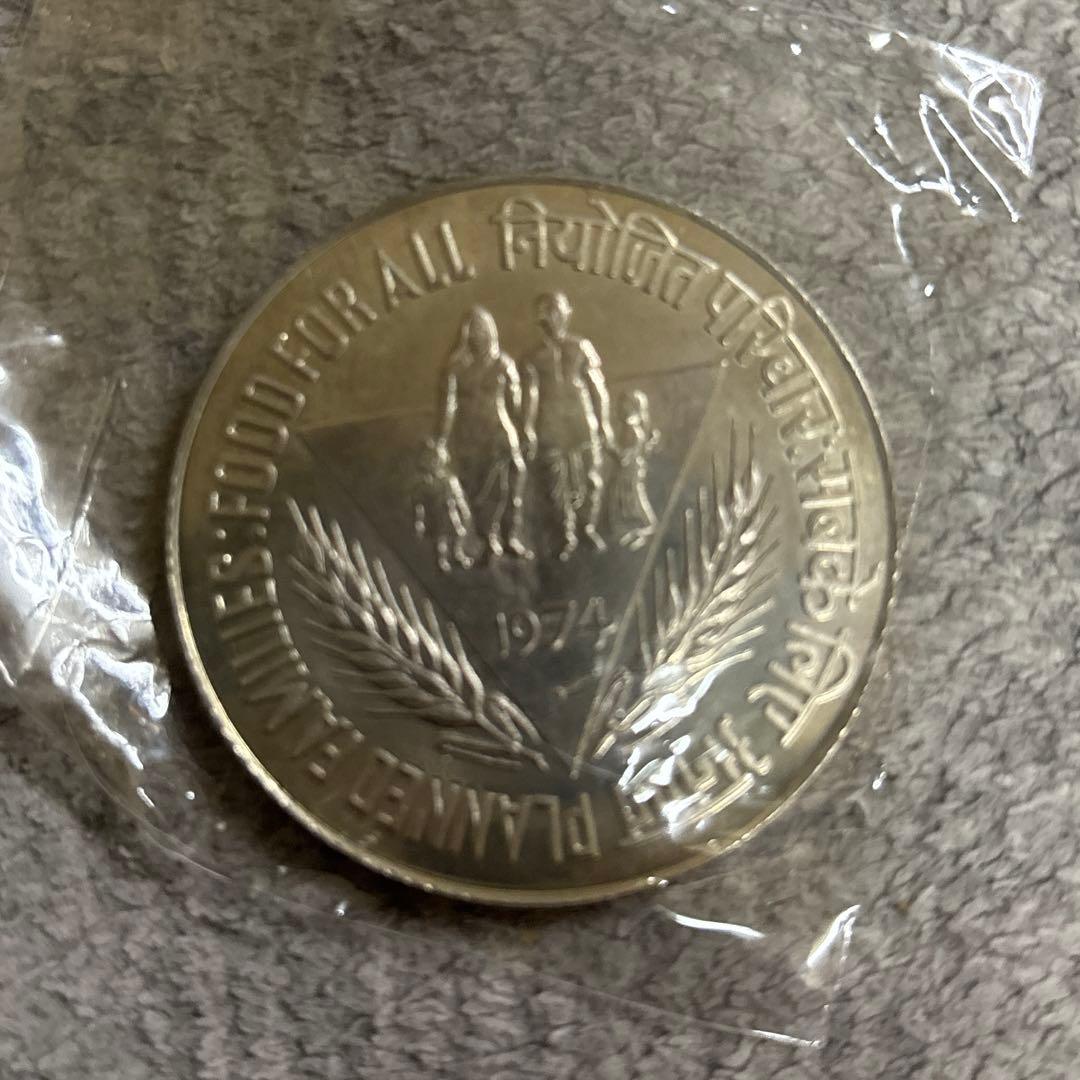 PLANNED FAMILIES: FOOD FOR ALL
नियोजित परिवार: सबके लिए अनाज
1974